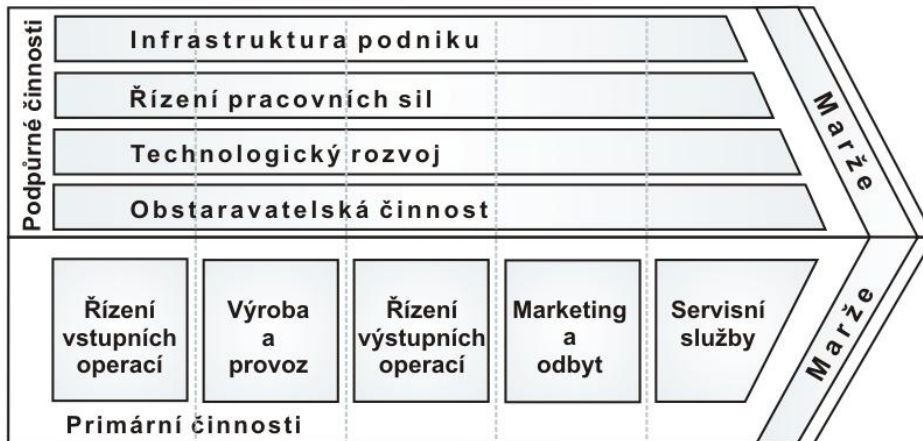 Podpůrné činnosti
Infrastruktura podniku
Řízení pracovních sil
Technologický rozvoj
Obstaravatelská činnost
Marže
Řízení
vstupních
operací
Výroba
a
provoz
Řízení
výstupních
operací
Marketing
a
odbyt
Servisní
služby
Marže
Primární činnosti